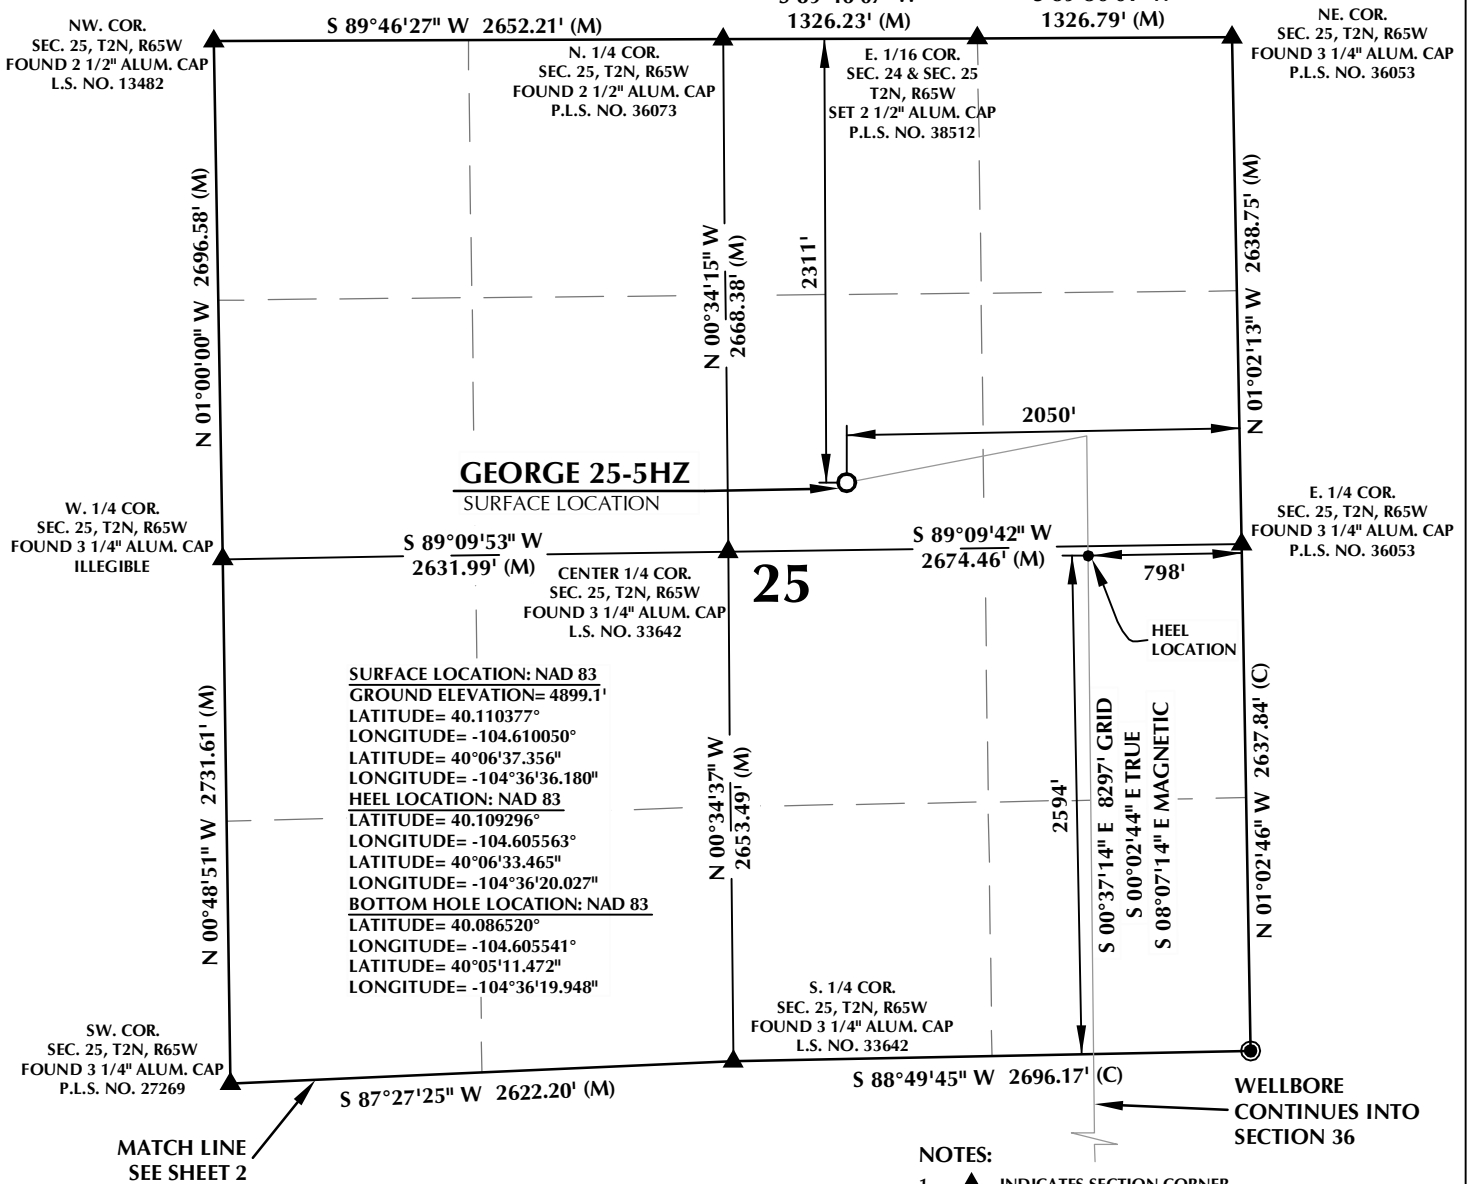 S 89°46'27" W 2652.21' (M)
1326.23' (M)
1326.79' (M)
NW. COR.
SEC. 25, T2N, R65W
FOUND 2 1/2" ALUM. CAP
L.S. NO. 13482
N. 1/4 COR.
SEC. 25, T2N, R65W
FOUND 2 1/2" ALUM. CAP
P.L.S. NO. 36073
E. 1/16 COR.
SEC. 24 & SEC. 25
T2N, R65W
SET 2 1/2" ALUM. CAP
P.L.S. NO. 38512
NE. COR.
SEC. 25, T2N, R65W
FOUND 3 1/4" ALUM. CAP
P.L.S. NO. 36053
N 01°00'00" W 2696.58' (M)
N 00°34'15" W
2668.38' (M)
2311'
N 01°02'13" W 2638.75' (M)
2050'
GEORGE 25-5HZ
SURFACE LOCATION
W. 1/4 COR.
SEC. 25, T2N, R65W
FOUND 3 1/4" ALUM. CAP
ILLEGIBLE
S 89°09'53" W
2631.99' (M)
CENTER 1/4 COR.
SEC. 25, T2N, R65W
FOUND 3 1/4" ALUM. CAP
L.S. NO. 33642
25
S 89°09'42" W
2674.46' (M)
798'
E. 1/4 COR.
SEC. 25, T2N, R65W
FOUND 3 1/4" ALUM. CAP
P.L.S. NO. 36053
HEEL
LOCATION
SURFACE LOCATION: NAD 83
GROUND ELEVATION= 4899.1'
LATITUDE= 40.110377°
LONGITUDE= -104.610050°
LATITUDE= 40°06'37.356"
LONGITUDE= -104°36'36.180"
HEEL LOCATION: NAD 83
LATITUDE= 40.109296°
LONGITUDE= -104.605563°
LATITUDE= 40°06'33.465"
LONGITUDE= -104°36'20.027"
BOTTOM HOLE LOCATION: NAD 83
LATITUDE= 40.086520°
LONGITUDE= -104.605541°
LATITUDE= 40°05'11.472"
LONGITUDE= -104°36'19.948"
N 00°48'51" W 2731.61' (M)
N 00°34'37" W
2653.49' (M)
2594'
S 00°37'14" E 8297' GRID
S 00°02'44" E TRUE
S 08°07'14" E MAGNETIC
N 01°02'46" W 2637.84' (C)
SW. COR.
SEC. 25, T2N, R65W
FOUND 3 1/4" ALUM. CAP
P.L.S. NO. 27269
S. 1/4 COR.
SEC. 25, T2N, R65W
FOUND 3 1/4" ALUM. CAP
L.S. NO. 33642
S 87°27'25" W 2622.20' (M)
S 88°49'45" W 2696.17' (C)
MATCH LINE
SEE SHEET 2
WELLBORE
CONTINUES INTO
SECTION 36
NOTES:
INDICATES SECTION CORNER